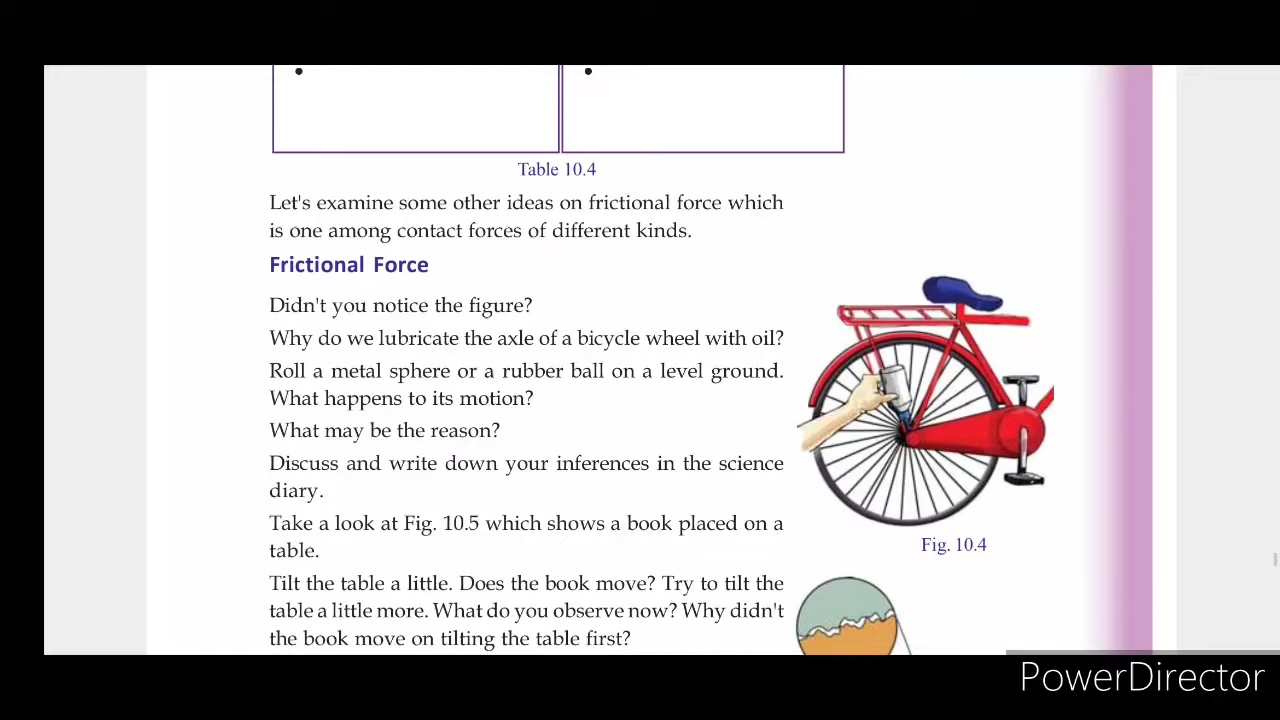 Table 10.4
Let's examine some other ideas on frictional force which
is one among contact forces of different kinds.
Frictional Force
Didn't you notice the figure?
Why do we lubricate the axle of a bicycle wheel with oil?
Roll a metal sphere or a rubber ball on a level ground.
What happens to its motion?
What may be the reason?
Discuss and write down your inferences in the science
diary.
Take a look at Fig. 10.5 which shows a book placed on a
table.
Tilt the table a little. Does the book move? Try to tilt the
table a little more. What do you observe now? Why didn't
the book move on tilting the table first?
Fig. 10.4
PowerDirector